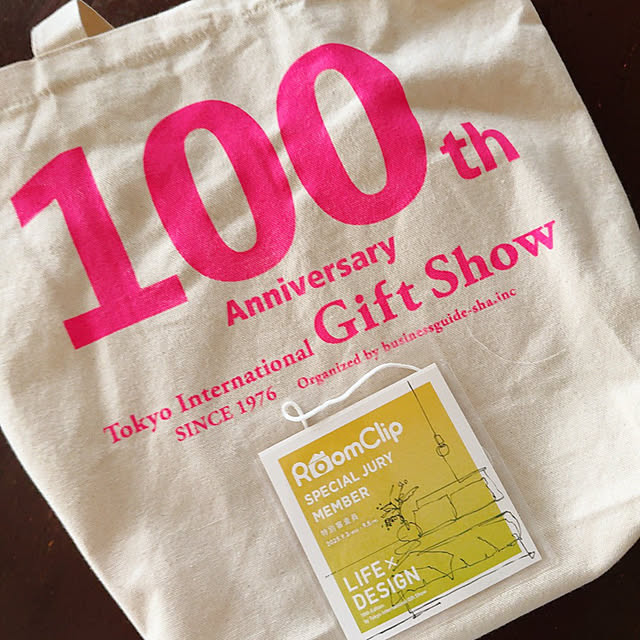 100th
Anniversary
Tokyo International Gift Show
SINCE 1976 Organized by businessguide-sha.inc
RoomClip
SPECIAL JURY
MEMBER
特別審査員
LIFE×
DESIGN